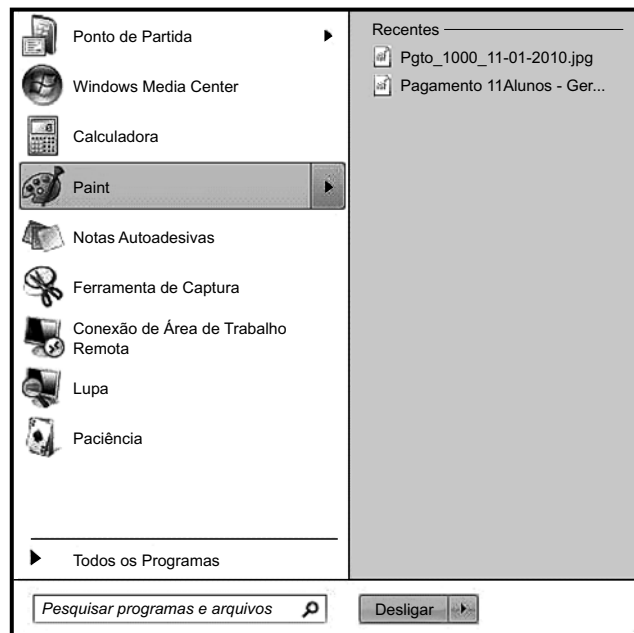 Ponto de Partida
Windows Media Center
Calculadora
Paint
Notas Autoadesivas
Ferramenta de Captura
Conexão de Área de Trabalho
Remota
Lupa
Paciência
Todos os Programas
Pesquisar programas e arquivos
Recentes
Pgto_1000_11-01-2010.jpg
Pagamento 11Alunos - Ger...
Desligar